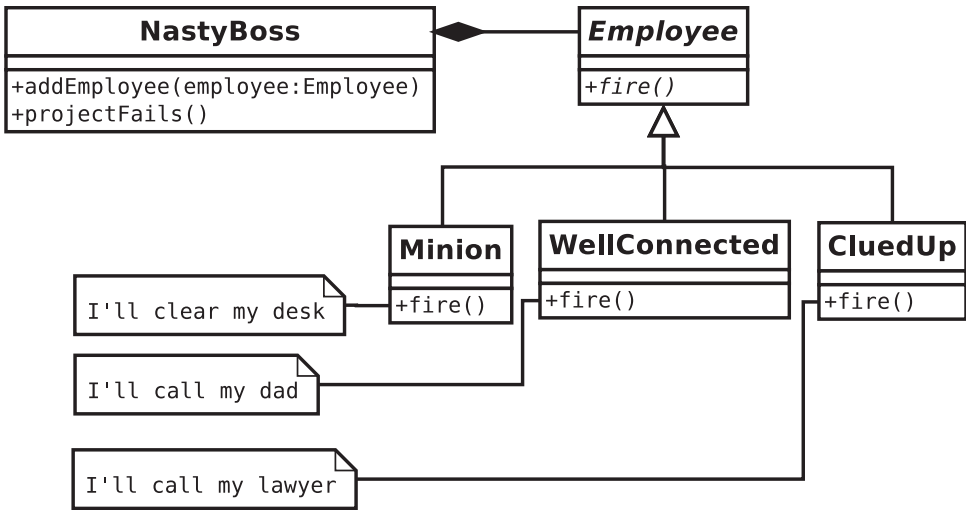 NastyBoss
+addEmployee(employee:Employee)
+projectFails()
Employee
+fire()
Minion
+fire()
WellConnected
+fire()
CluedUp
+fire()
I'll clear my desk
I'll call my dad
I'll call my lawyer